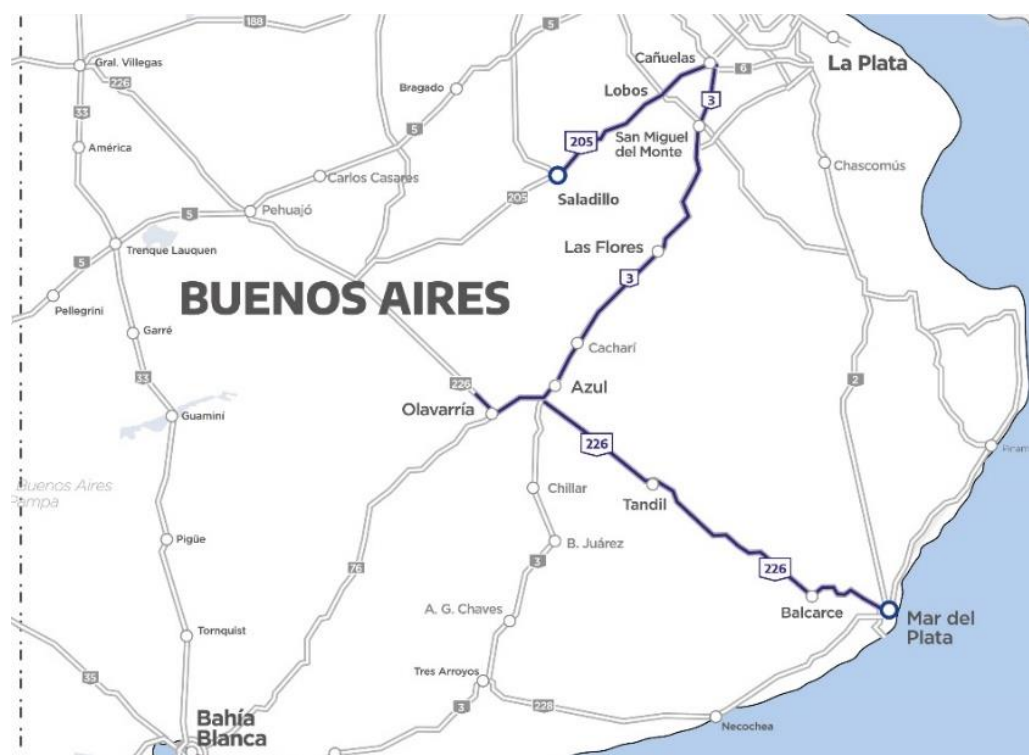 188
5
Gral. Villegas
226
Cañuelas
6
La Plata
Bragado
Lobos
3
33
5
205
San Miguel
del Monte
América
Carlos Casares
Chascomús
205
Saladillo
Pehuajó
5
Trenque Lauquen
Las Flores
5
3
Pellegrini
BUENOS AIRES
Garré
Cacharí
33
226
2
Azul
Olavarría
Guaminí
226
Buenos Aires
Pampa
Chillar
Tandil
Pigüe
B. Juárez
3
76
226
A. G. Chaves
Balcarce
Mar del
Plata
Tornquist
Tres Arroyos
35
3
228
Bahía
Blanca
Necochea